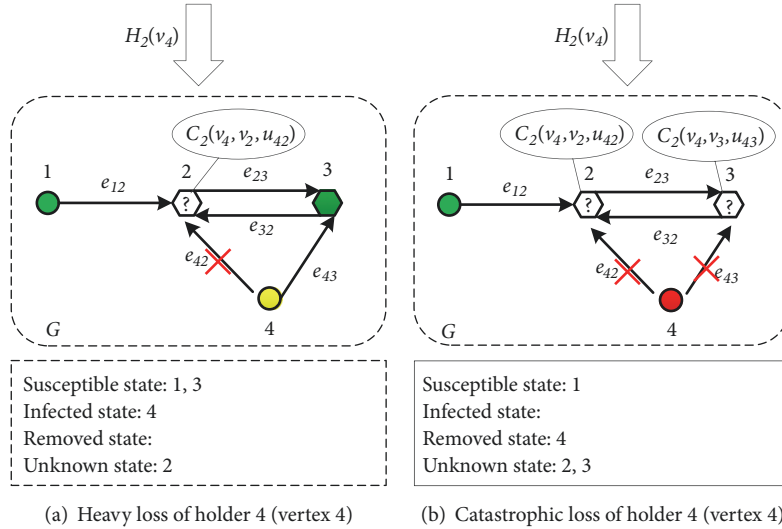 H₂(v₄)
C₂(v₄,v₂,u₄₂)
1
2
3
e₁₂
e₂₃
?
e₃₂
e₄₂
e₄₃
4
G
Susceptible state: 1, 3
Infected state: 4
Removed state:
Unknown state: 2
(a) Heavy loss of holder 4 (vertex 4)
H₂(v₄)
C₂(v₄,v₂,u₄₂)
C₂(v₄,v₃,u₄₃)
1
2
3
e₁₂
e₂₃
?
?
e₃₂
e₄₂
e₄₃
4
G
Susceptible state: 1
Infected state:
Removed state: 4
Unknown state: 2, 3
(b) Catastrophic loss of holder 4 (vertex 4)